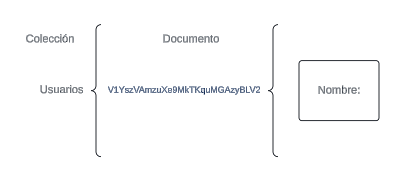 Colección
Documento
Usuarios
V1YszVAmzuXe9MkTKquMGAzyBLV2
Nombre: